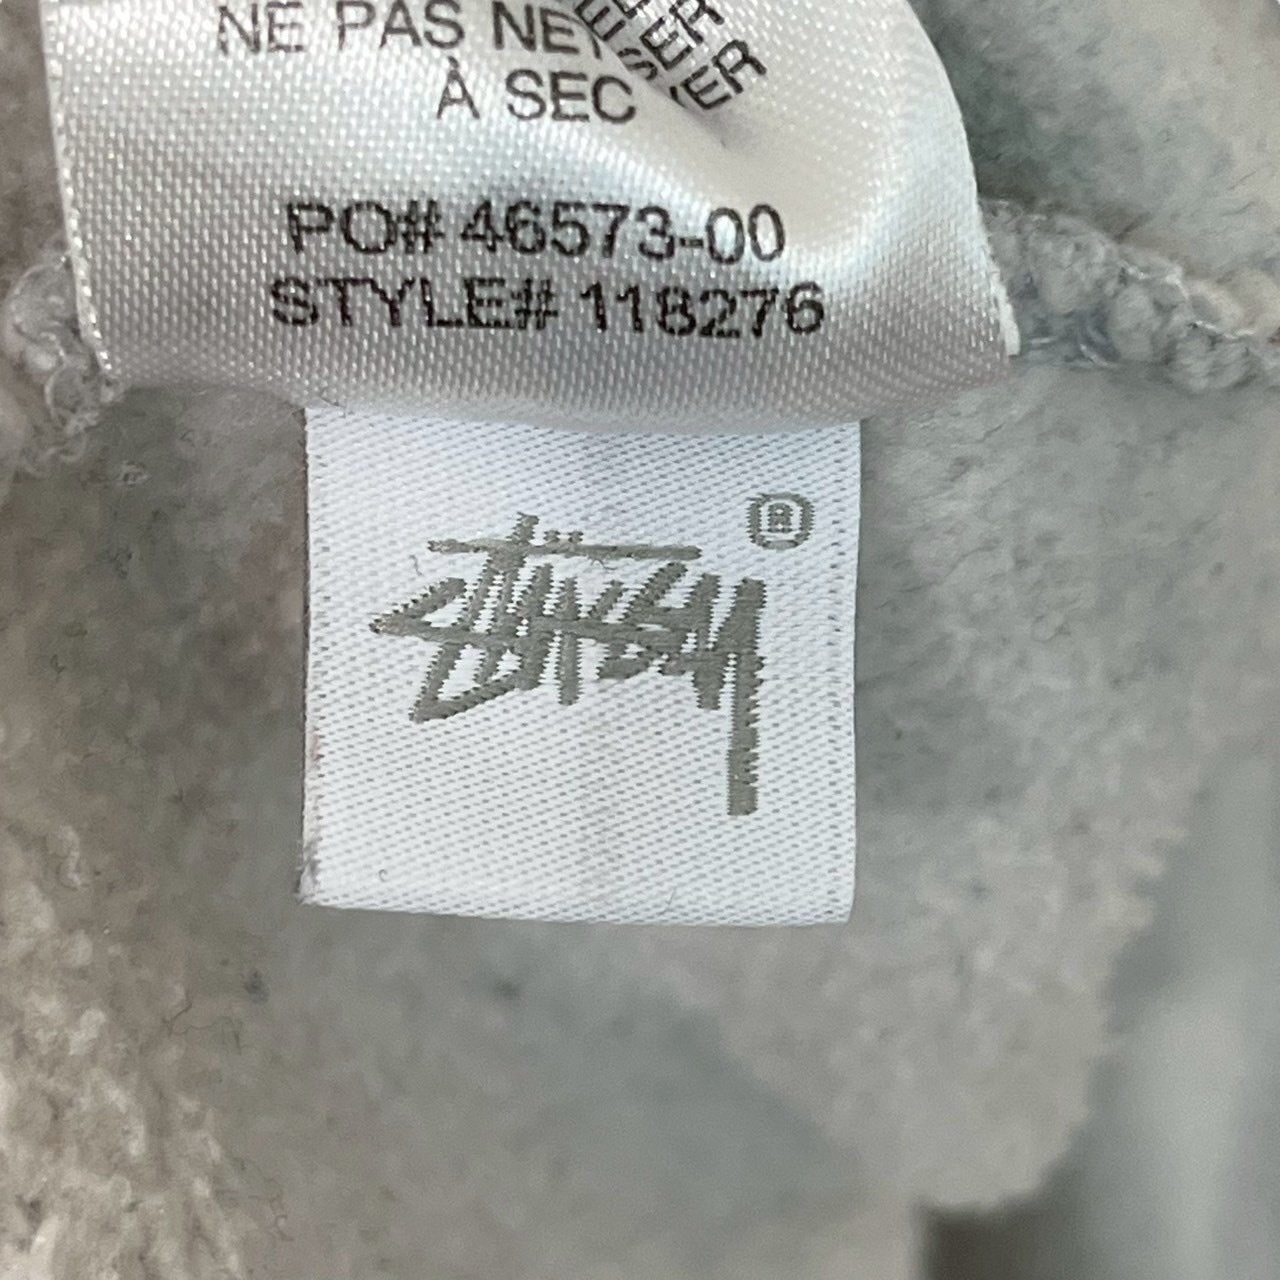 NE PAS NE
À SEC
PO# 46573-00
STYLE# 118276
Stüssy ®